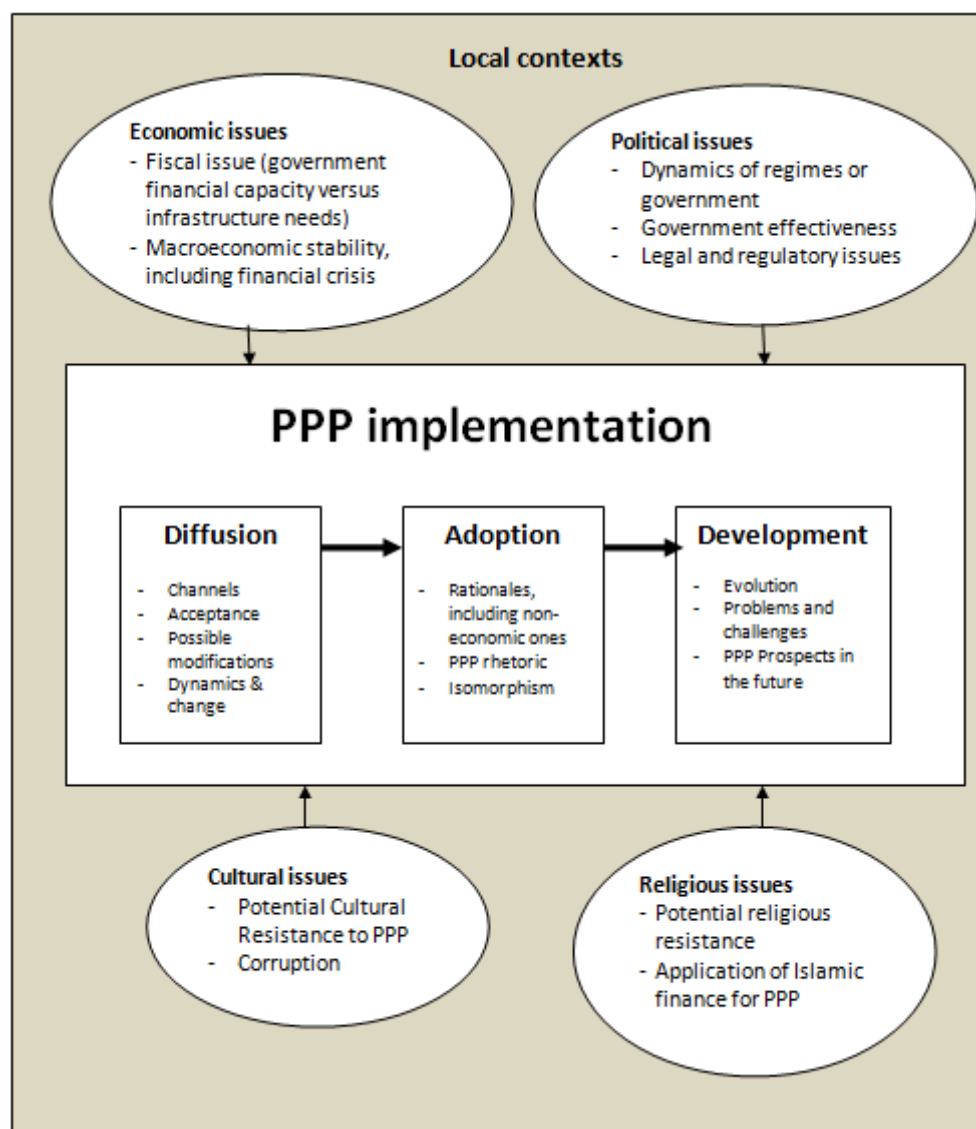 Local contexts
Economic issues
- Fiscal issue (government
financial capacity versus
infrastructure needs)
- Macroeconomic stability,
including financial crisis
Political issues
- Dynamics of regimes or
government
- Government effectiveness
- Legal and regulatory issues
PPP implementation
Diffusion
- Channels
- Acceptance
- Possible
modifications
- Dynamics &
change
Adoption
- Rationales,
including non-
economic ones
- PPP rhetoric
- Isomorphism
Development
- Evolution
- Problems and
challenges
- PPP Prospects in
the future
Cultural issues
- Potential Cultural
Resistance to PPP
- Corruption
Religious issues
- Potential religious
resistance
- Application of Islamic
finance for PPP